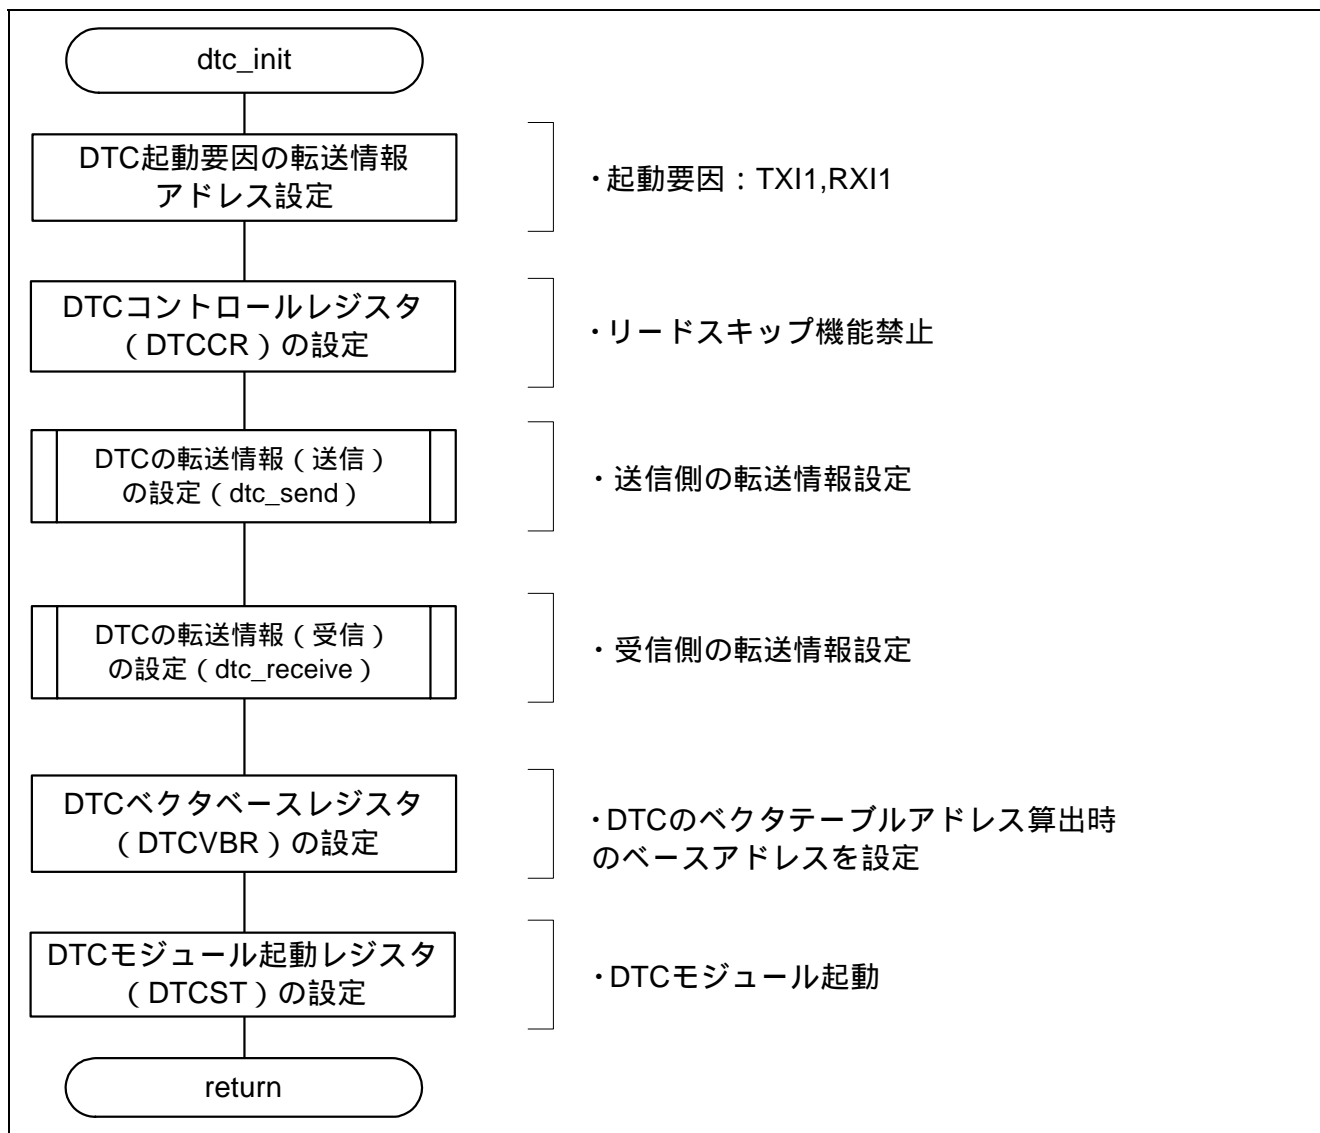 dtc_init
DTC起動要因の転送情報
アドレス設定
・起動要因：TXI1,RXI1
DTCコントロールレジスタ
（DTCCR）の設定
・リードスキップ機能禁止
DTCの転送情報（送信）
の設定（dtc_send）
・送信側の転送情報設定
DTCの転送情報（受信）
の設定（dtc_receive）
・受信側の転送情報設定
DTCベクタベースレジスタ
（DTCVBR）の設定
・DTCのベクタテーブルアドレス算出時
のベースアドレスを設定
DTCモジュール起動レジスタ
（DTCST）の設定
・DTCモジュール起動
return